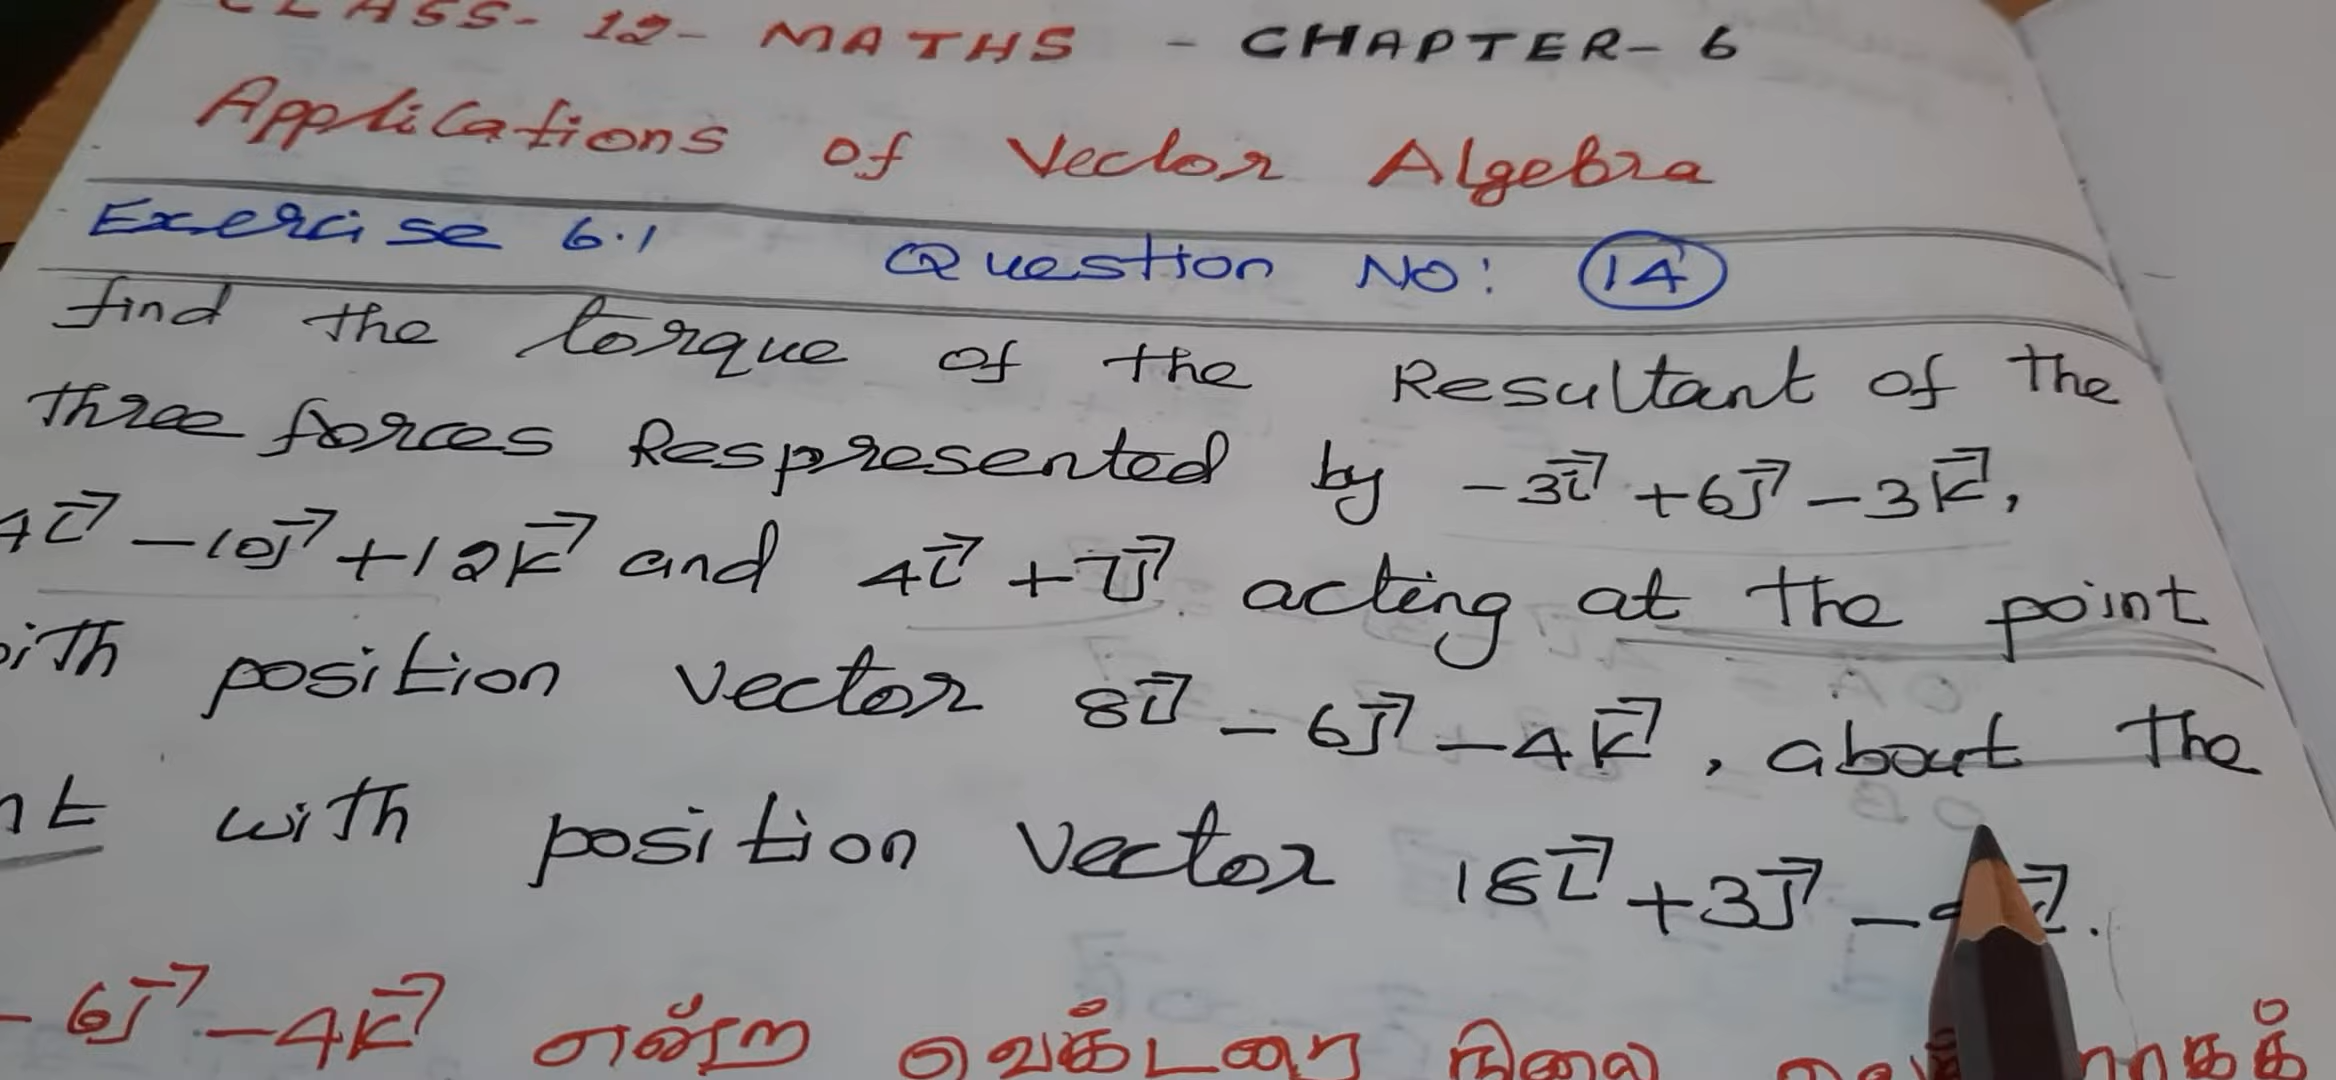 CLASS- 12- MATHS - CHAPTER- 6
Applications of Vector Algebra
Exercise 6.1 Question NO: 14
find the torque of the Resultant of the
three forces Respresented by -3i⃗ +6j⃗ -3k⃗,
4i⃗ -10j⃗ +12k⃗ and 4i⃗ +7j⃗ acting at the point
with position vector 8i⃗ -6j⃗ -4k⃗, about the
with position vector 18i⃗ +3j⃗ -
- 6j⃗ -4k⃗ என்ற வெக்டரை நிலை